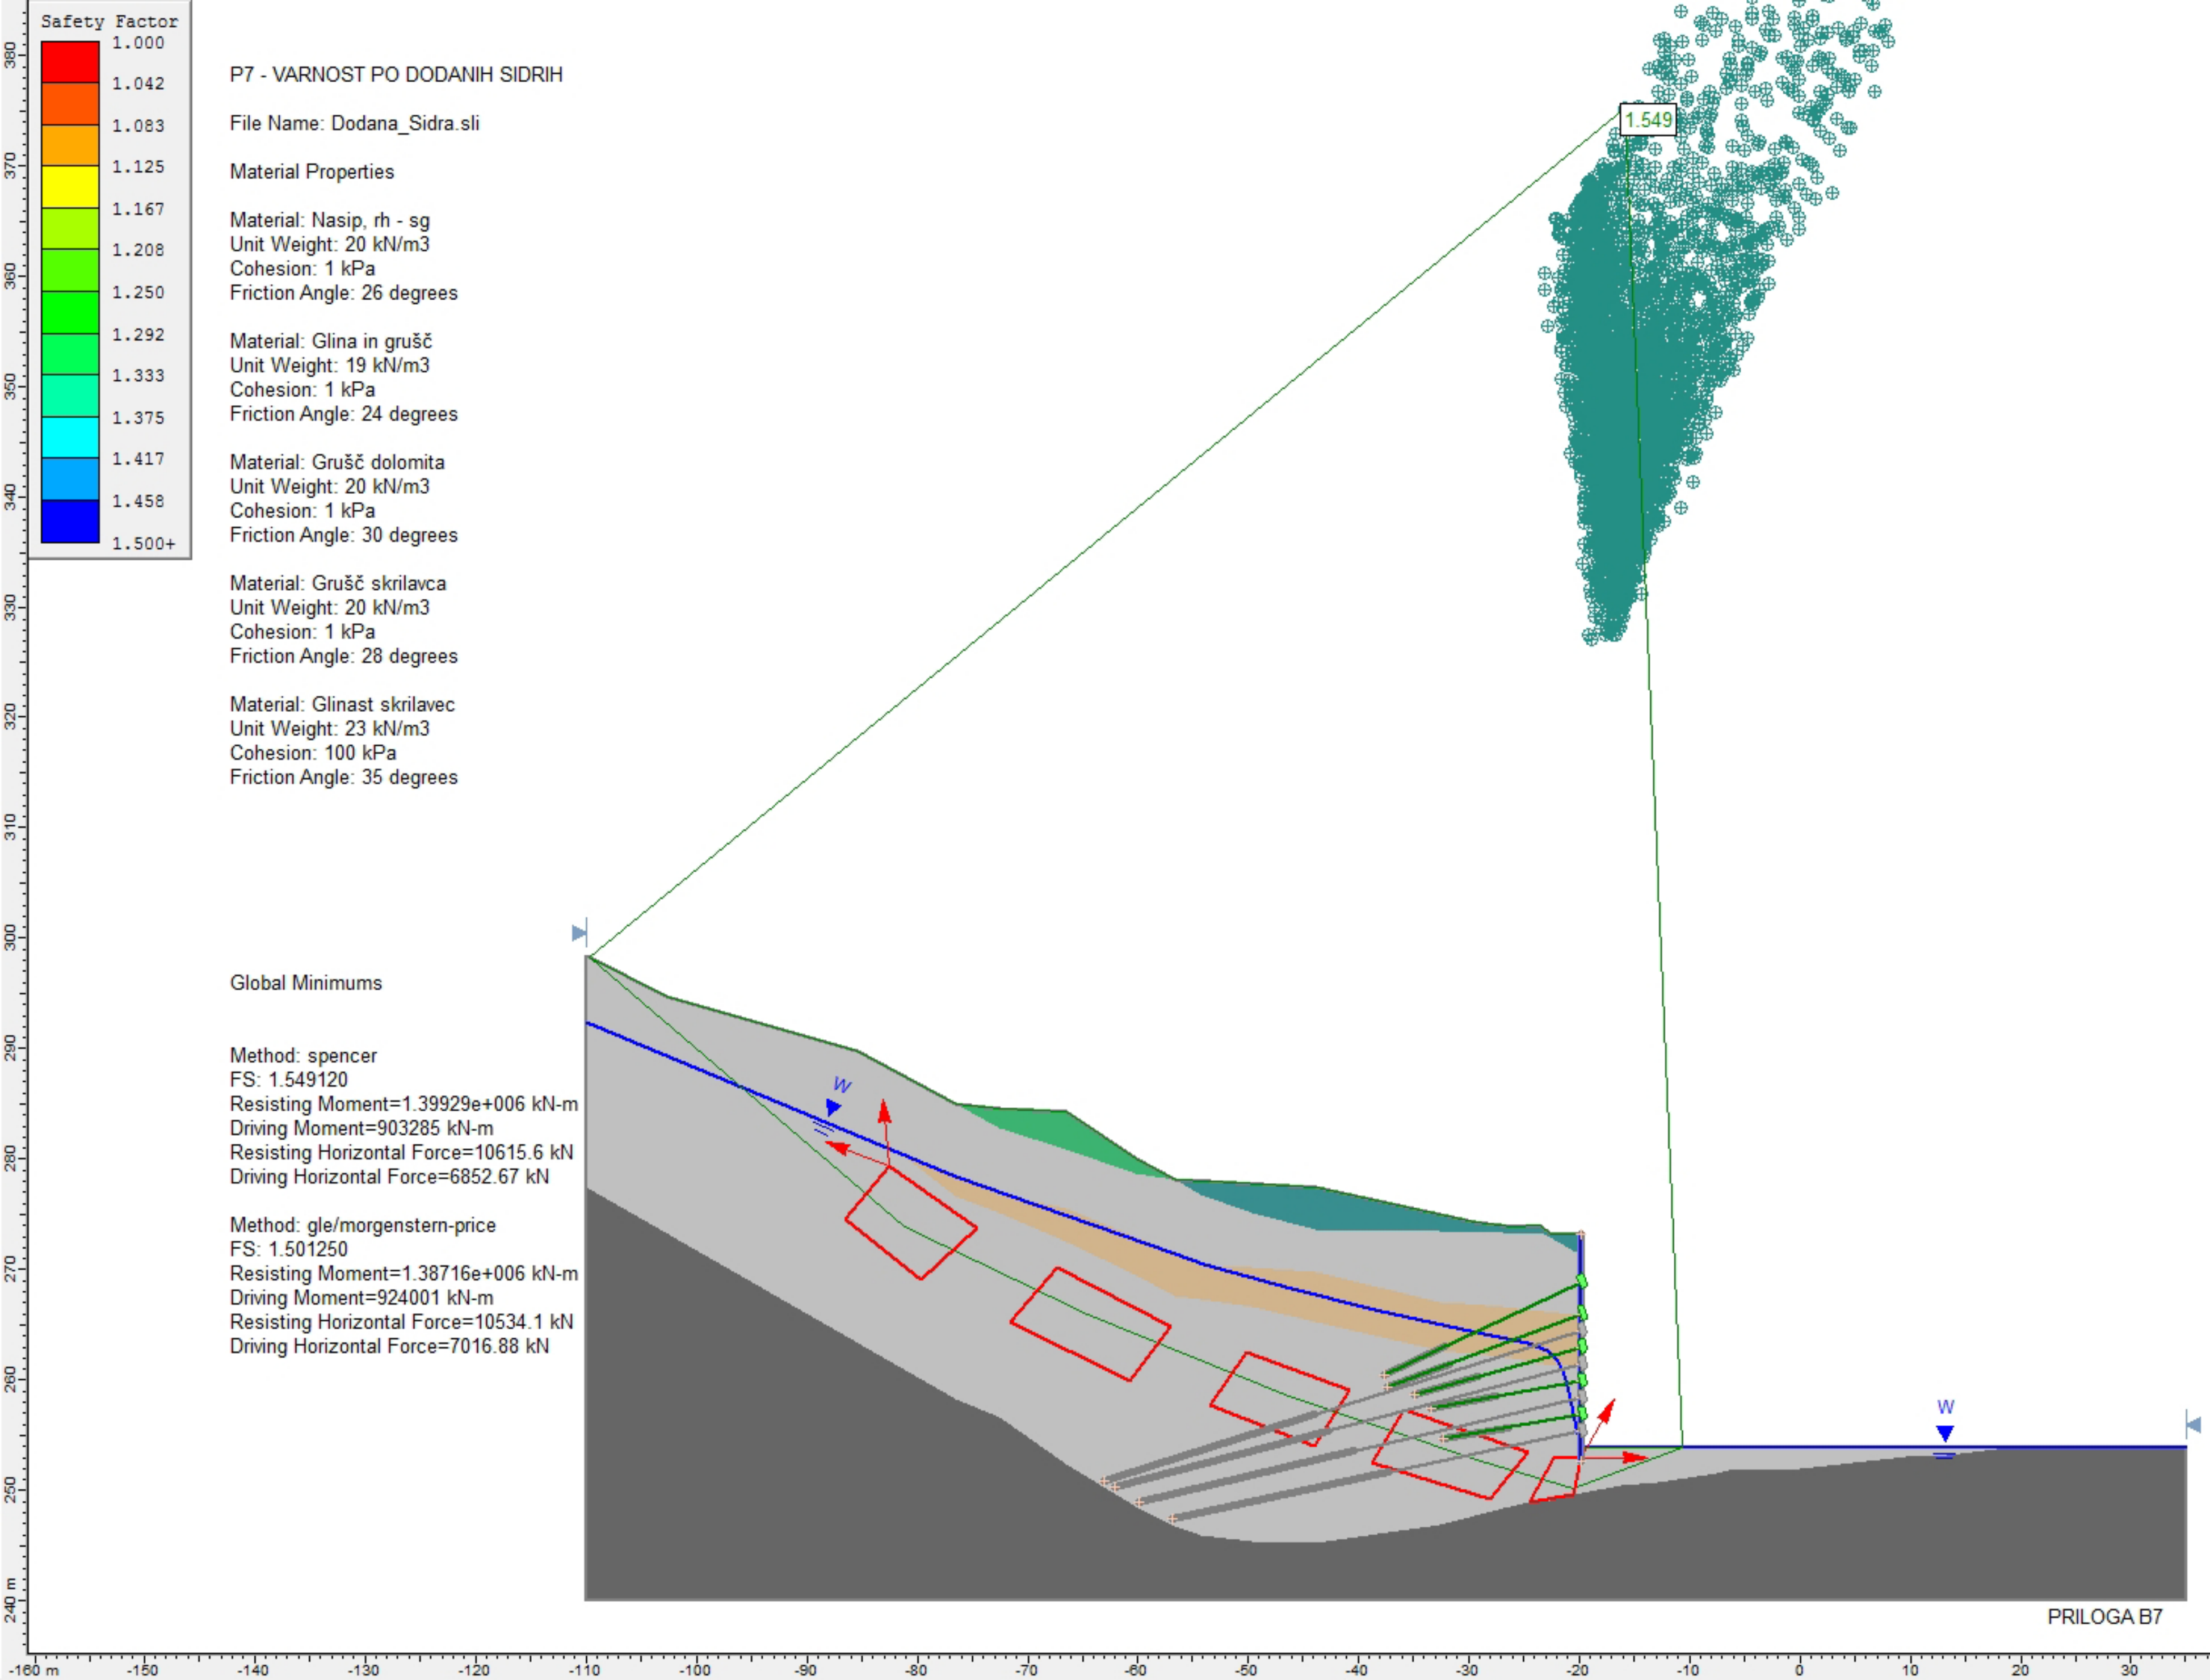 Safety Factor
1.000
1.042
1.083
1.125
1.167
1.208
1.250
1.292
1.333
1.375
1.417
1.458
1.500+
P7 - VARNOST PO DODANIH SIDRIH
File Name: Dodana_Sidra.sli
Material Properties
Material: Nasip, rh - sg
Unit Weight: 20 kN/m3
Cohesion: 1 kPa
Friction Angle: 26 degrees
Material: Glina in grušč
Unit Weight: 19 kN/m3
Cohesion: 1 kPa
Friction Angle: 24 degrees
Material: Grušč dolomita
Unit Weight: 20 kN/m3
Cohesion: 1 kPa
Friction Angle: 30 degrees
Material: Grušč skrilavca
Unit Weight: 20 kN/m3
Cohesion: 1 kPa
Friction Angle: 28 degrees
Material: Glinast skrilavec
Unit Weight: 23 kN/m3
Cohesion: 100 kPa
Friction Angle: 35 degrees
Global Minimums
Method: spencer
FS: 1.549120
Resisting Moment=1.39929e+006 kN-m
Driving Moment=903285 kN-m
Resisting Horizontal Force=10615.6 kN
Driving Horizontal Force=6852.67 kN
Method: gle/morgenstern-price
FS: 1.501250
Resisting Moment=1.38716e+006 kN-m
Driving Moment=924001 kN-m
Resisting Horizontal Force=10534.1 kN
Driving Horizontal Force=7016.88 kN
1.549
W
W
PRILOGA B7
380
370
360
350
340
330
320
310
300
290
280
270
260
250
240 m
-160 m
-150
-140
-130
-120
-110
-100
-90
-80
-70
-60
-50
-40
-30
-20
-10
0
10
20
30